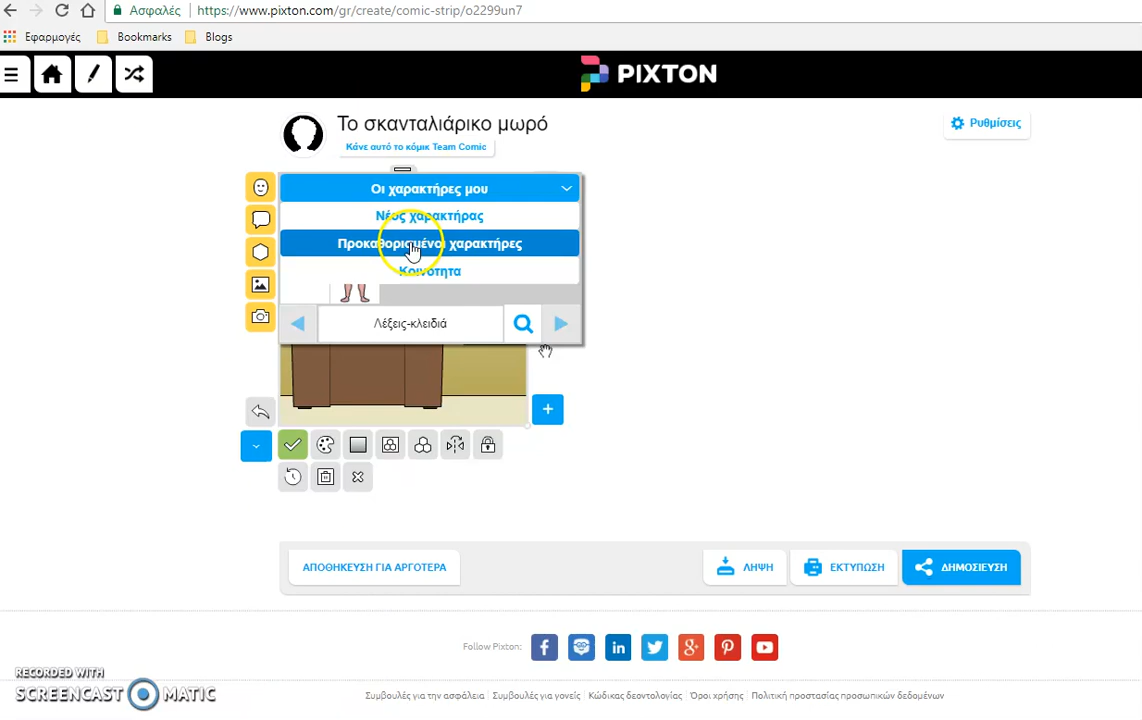 Ασφαλές https://www.pixton.com/gr/create/comic-strip/o2299un7
Εφαρμογές Bookmarks Blogs
PIXTON
Το σκανταλιάρικο μωρό
Κάνε αυτό το κόμικ Team Comic
Ρυθμίσεις
Οι χαρακτήρες μου
Νέος χαρακτήρας
Προκαθορισμένοι χαρακτήρες
Κοινότητα
Λέξεις-κλειδιά
ΑΠΟΘΗΚΕΥΣΗ ΓΙΑ ΑΡΓΟΤΕΡΑ ΛΗΨΗ ΕΚΤΥΠΩΣΗ ΔΗΜΟΣΙΕΥΣΗ
Follow Pixton:
RECORDED WITH
SCREENCAST MATIC
Συμβουλές για την ασφάλεια | Συμβουλές για γονείς | Κώδικας δεοντολογίας | Όροι χρήσης | Πολιτική προστασίας προσωπικών δεδομένων